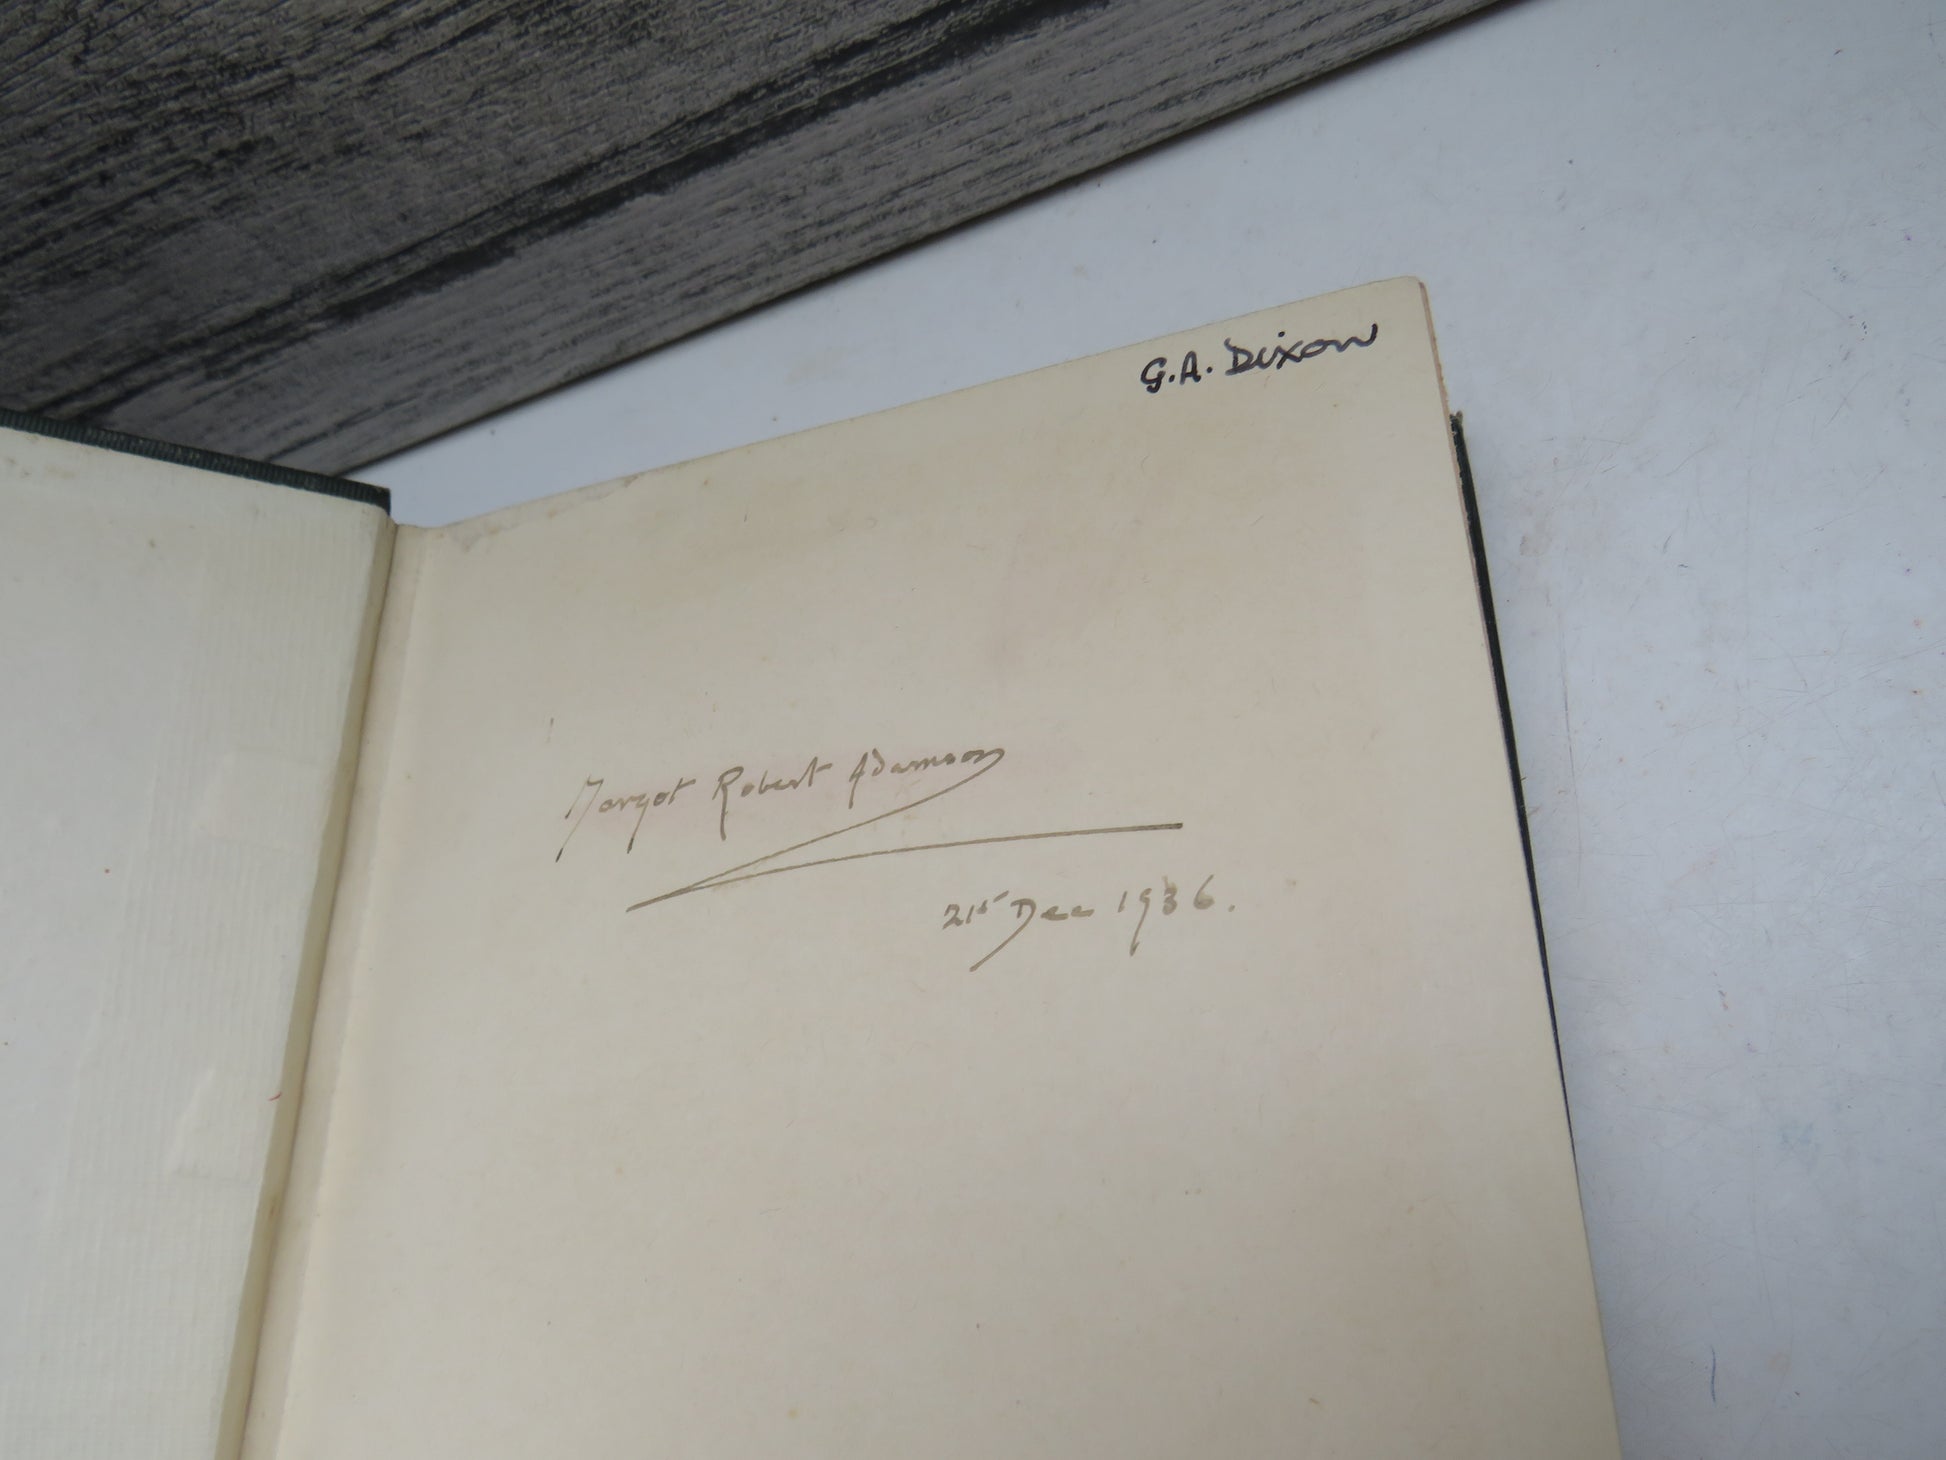 G.A. Dixon
Margot Robert Adamson
21st Dec 1936.